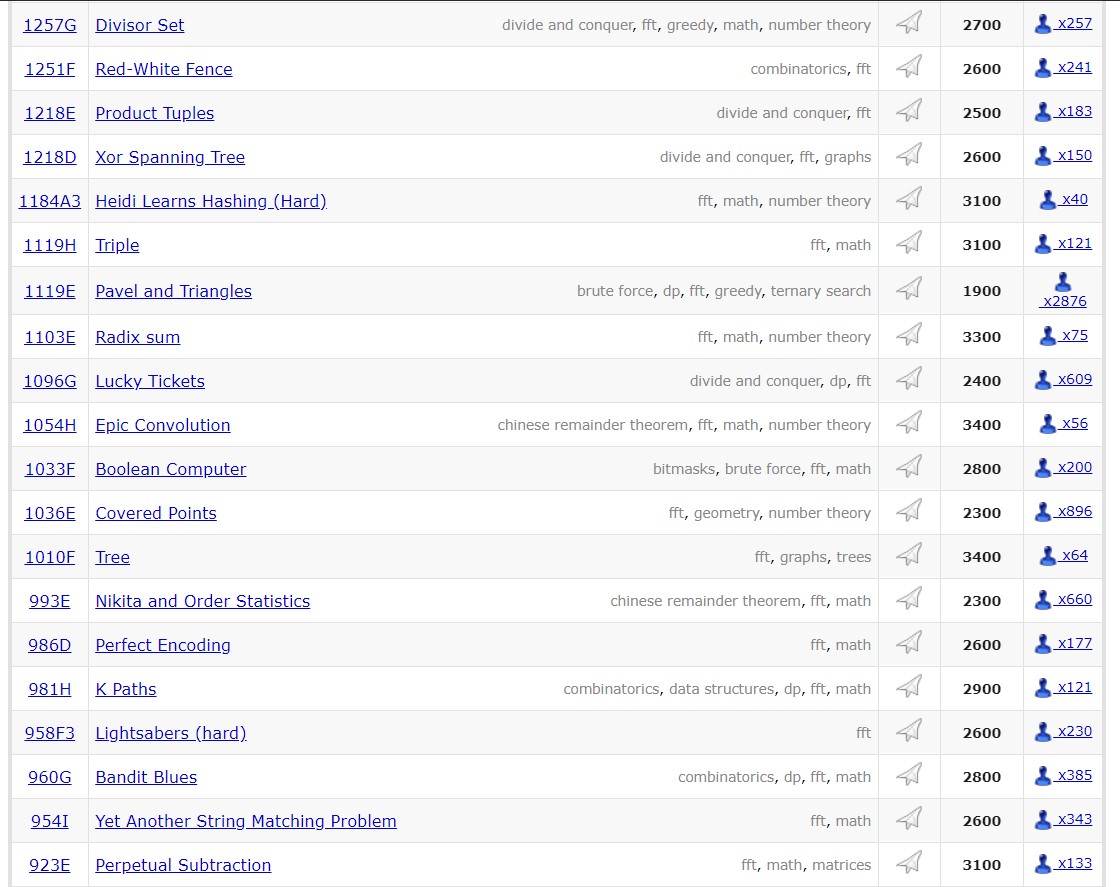 1257G Divisor Set divide and conquer, fft, greedy, math, number theory 2700 x257
1251F Red-White Fence combinatorics, fft 2600 x241
1218E Product Tuples divide and conquer, fft 2500 x183
1218D Xor Spanning Tree divide and conquer, fft, graphs 2600 x150
1184A3 Heidi Learns Hashing (Hard) fft, math, number theory 3100 x40
1119H Triple fft, math 3100 x121
1119E Pavel and Triangles brute force, dp, fft, greedy, ternary search 1900 x2876
1103E Radix sum fft, math, number theory 3300 x75
1096G Lucky Tickets divide and conquer, dp, fft 2400 x609
1054H Epic Convolution chinese remainder theorem, fft, math, number theory 3400 x56
1033F Boolean Computer bitmasks, brute force, fft, math 2800 x200
1036E Covered Points fft, geometry, number theory 2300 x896
1010F Tree fft, graphs, trees 3400 x64
993E Nikita and Order Statistics chinese remainder theorem, fft, math 2300 x660
986D Perfect Encoding fft, math 2600 x177
981H K Paths combinatorics, data structures, dp, fft, math 2900 x121
958F3 Lightsabers (hard) fft 2600 x230
960G Bandit Blues combinatorics, dp, fft, math 2800 x385
954I Yet Another String Matching Problem fft, math 2600 x343
923E Perpetual Subtraction fft, math, matrices 3100 x133